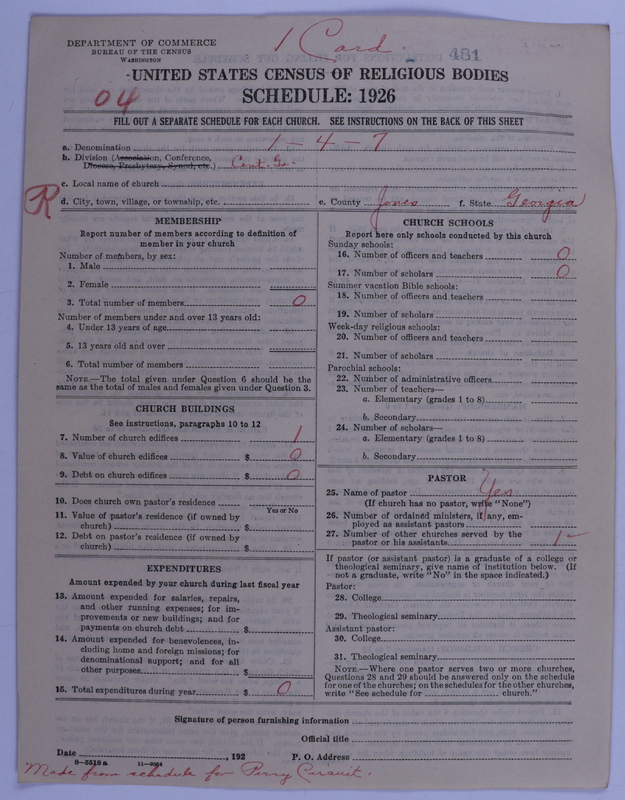 DEPARTMENT OF COMMERCE
BUREAU OF THE CENSUS
WASHINGTON
1 Card.
481
UNITED STATES CENSUS OF RELIGIOUS BODIES
04
SCHEDULE: 1926
FILL OUT A SEPARATE SCHEDULE FOR EACH CHURCH. SEE INSTRUCTIONS ON THE BACK OF THIS SHEET
a. Denomination 1-4-7
b. Division (Association, Conference, Diocese, Presbytery, Synod, etc.) Cent. Ga.
c. Local name of church
R
d. City, town, village, or township, etc. e. County Jones f. State Georgia
MEMBERSHIP
Report number of members according to definition of
member in your church
Number of members, by sex:
1. Male
2. Female
3. Total number of members 0
Number of members under and over 13 years old:
4. Under 13 years of age
5. 13 years old and over
6. Total number of members
NOTE.—The total given under Question 6 should be the
same as the total of males and females given under Question 3.
CHURCH BUILDINGS
See instructions, paragraphs 10 to 12
7. Number of church edifices 1
8. Value of church edifices $ 0
9. Debt on church edifices $ 0
10. Does church own pastor's residence
Yes or No
11. Value of pastor's residence (if owned by
church) $
12. Debt on pastor's residence (if owned by
church) $
EXPENDITURES
Amount expended by your church during last fiscal year
13. Amount expended for salaries, repairs,
and other running expenses; for im-
provements or new buildings; and for
payments on church debt $
14. Amount expended for benevolences, in-
cluding home and foreign missions; for
denominational support; and for all
other purposes $
15. Total expenditures during year $ 0
CHURCH SCHOOLS
Report here only schools conducted by this church
Sunday schools:
16. Number of officers and teachers 0
17. Number of scholars 0
Summer vacation Bible schools:
18. Number of officers and teachers
19. Number of scholars
Week-day religious schools:
20. Number of officers and teachers
21. Number of scholars
Parochial schools:
22. Number of administrative officers
23. Number of teachers—
a. Elementary (grades 1 to 8)
b. Secondary
24. Number of scholars—
a. Elementary (grades 1 to 8)
b. Secondary
PASTOR
25. Name of pastor Yes
(If church has no pastor, write "None")
26. Number of ordained ministers, if any, em-
ployed as assistant pastors
27. Number of other churches served by the
pastor or his assistants 1-
If pastor (or assistant pastor) is a graduate of a college or
theological seminary, give name of institution below. (If
not a graduate, write "No" in the space indicated.)
Pastor:
28. College
29. Theological seminary
Assistant pastor:
30. College
31. Theological seminary
NOTE.—Where one pastor serves two or more churches,
Questions 28 and 29 should be answered only on the schedule
for one of the churches; on the schedules for the other churches,
write "See schedule for church."
Signature of person furnishing information
Official title
Date , 192 P. O. Address
8-5518a
Made from schedule for Perry Circuit.